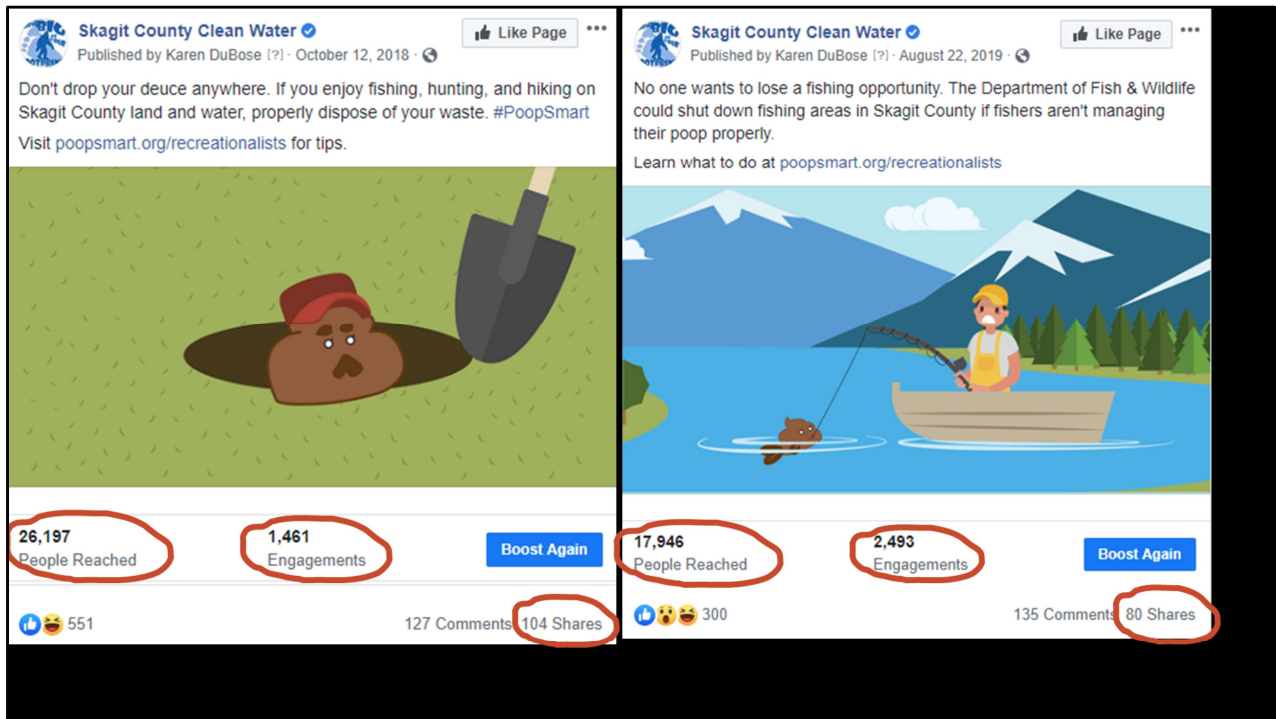 Skagit County Clean Water
Like Page
Published by Karen DuBose [?] · October 12, 2018 ·
Don't drop your deuce anywhere. If you enjoy fishing, hunting, and hiking on
Skagit County land and water, properly dispose of your waste. #PoopSmart
Visit poopsmart.org/recreationalists for tips.
26,197
People Reached
1,461
Engagements
Boost Again
551
127 Comments 104 Shares
Skagit County Clean Water
Like Page
Published by Karen DuBose [?] · August 22, 2019 ·
No one wants to lose a fishing opportunity. The Department of Fish & Wildlife
could shut down fishing areas in Skagit County if fishers aren't managing
their poop properly.
Learn what to do at poopsmart.org/recreationalists
17,946
People Reached
2,493
Engagements
Boost Again
300
135 Comments 80 Shares